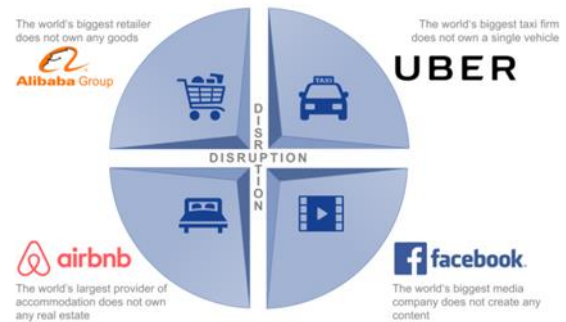 The world's biggest retailer
does not own any goods
Alibaba Group
The world's biggest taxi firm
does not own a single vehicle
UBER
TAXI
DISRUPTION
DISRUPTION
airbnb
The world's largest provider of
accommodation does not own
any real estate
facebook.
The world's biggest media
company does not create any
content